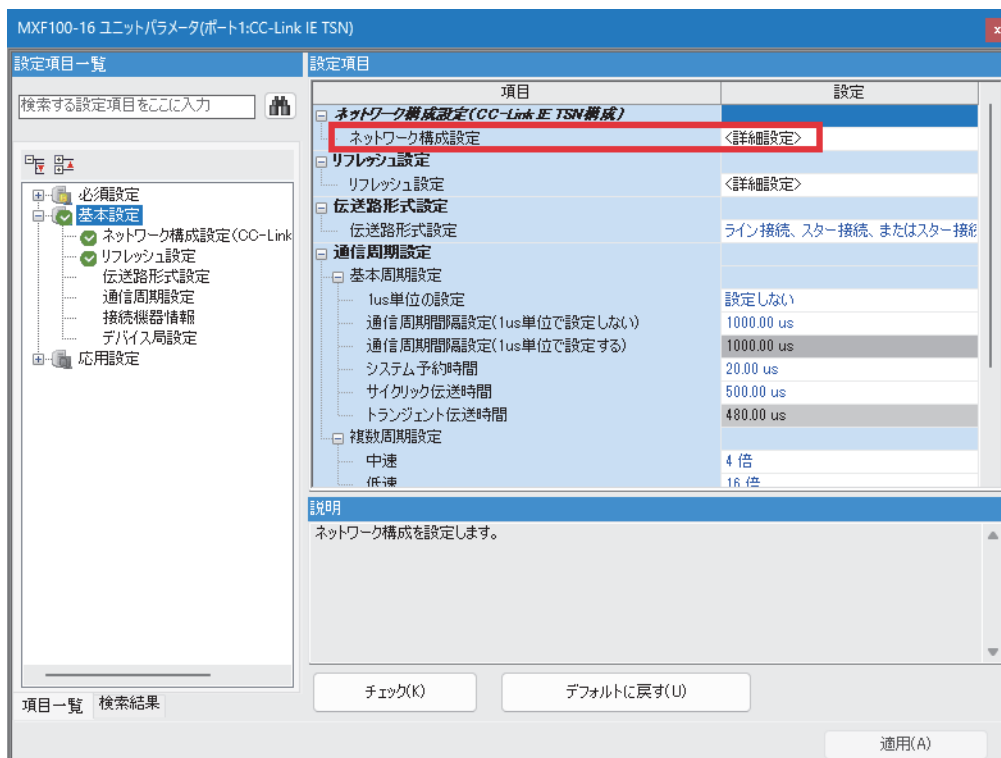 MXF100-16 ユニットパラメータ(ポート1:CC-Link IE TSN)
x
設定項目一覧
検索する設定項目をここに入力
必須設定
基本設定
ネットワーク構成設定(CC-Link
リフレッシュ設定
伝送路形式設定
通信周期設定
接続機器情報
デバイス局設定
応用設定
項目一覧 検索結果
設定項目
項目 設定
ネットワーク構成設定(CC-Link IE TSN構成)
ネットワーク構成設定 <詳細設定>
リフレッシュ設定
リフレッシュ設定 <詳細設定>
伝送路形式設定
伝送路形式設定 ライン接続、スター接続、またはスター接続
通信周期設定
基本周期設定
1us単位の設定 設定しない
通信周期間隔設定(1us単位で設定しない) 1000.00 us
通信周期間隔設定(1us単位で設定する) 1000.00 us
システム予約時間 20.00 us
サイクリック伝送時間 500.00 us
トランジェント伝送時間 480.00 us
複数周期設定
中速 4 倍
低速 16 倍
説明
ネットワーク構成を設定します。
チェック(K) デフォルトに戻す(U)
適用(A)